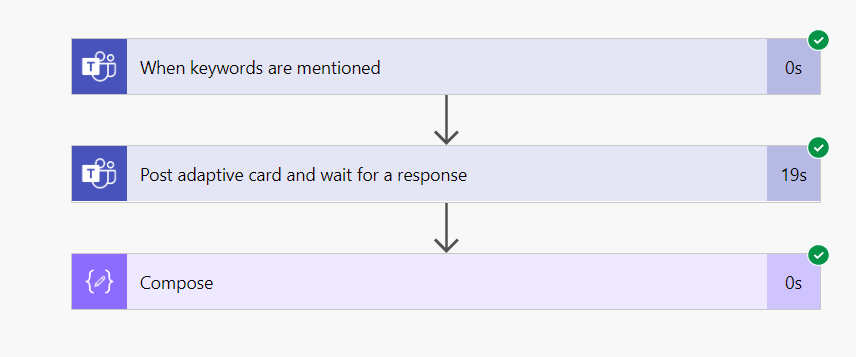 When keywords are mentioned 0s
Post adaptive card and wait for a response 19s
Compose 0s